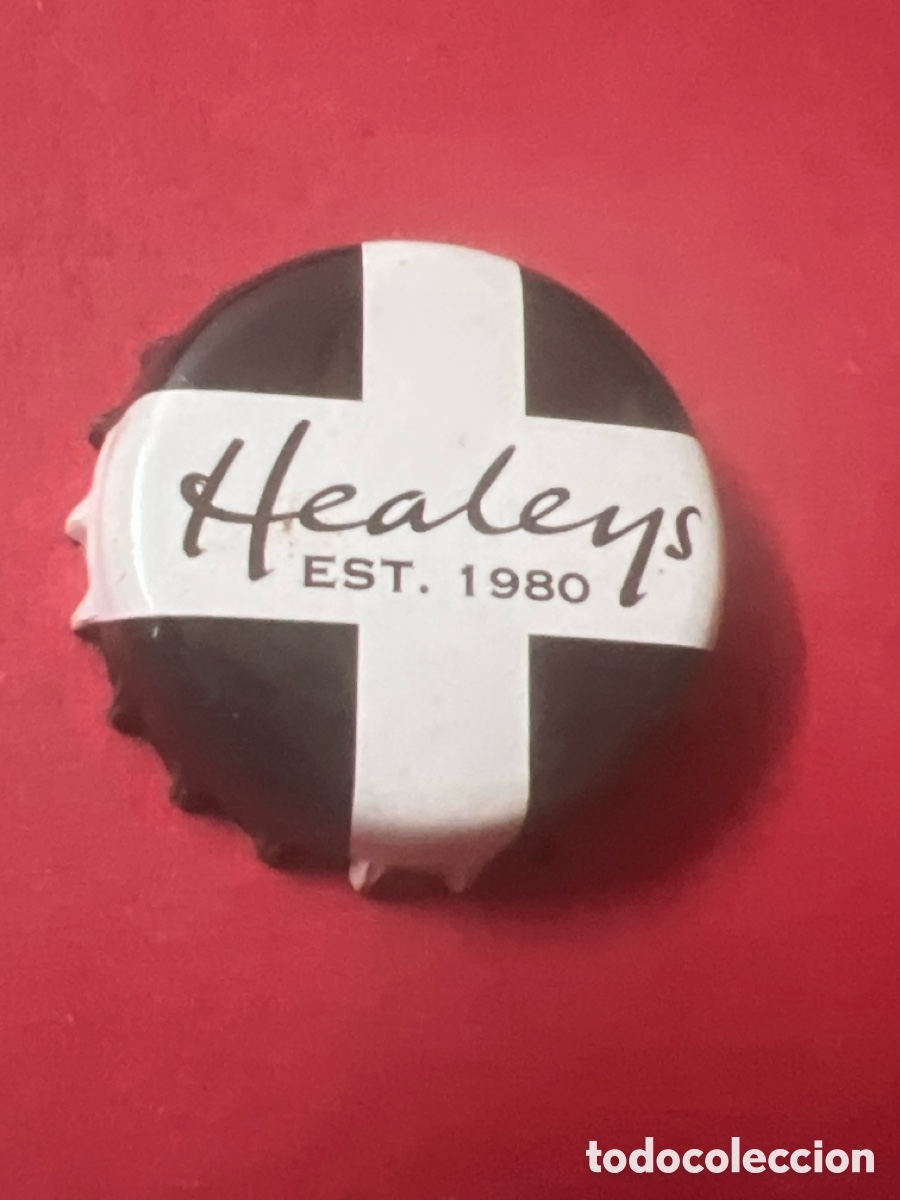 Healeys
EST. 1980
todocoleccion